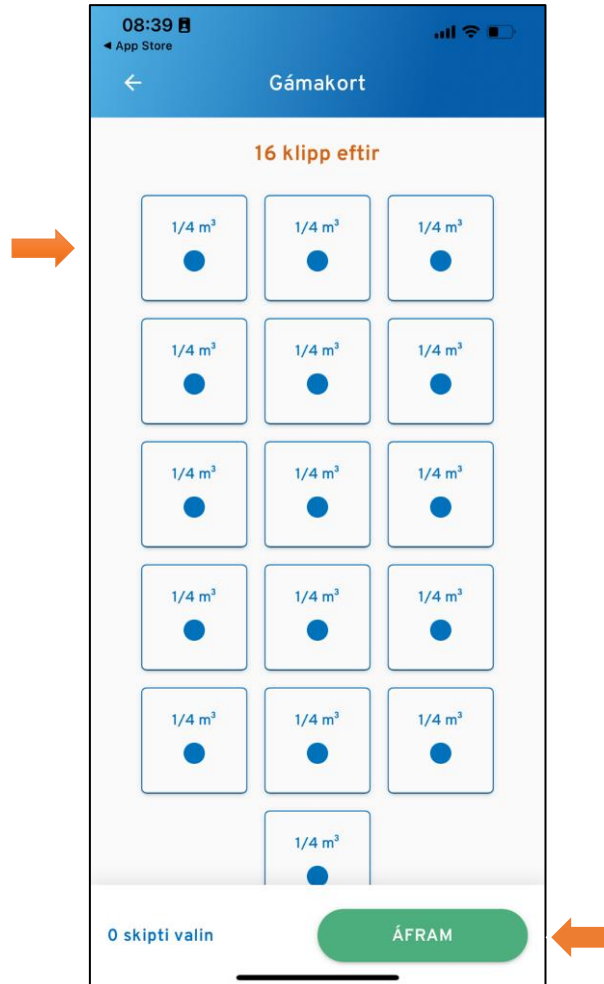 08:39
◄ App Store
Gámakort
16 klipp eftir
1/4 m³ 1/4 m³ 1/4 m³
1/4 m³ 1/4 m³ 1/4 m³
1/4 m³ 1/4 m³ 1/4 m³
1/4 m³ 1/4 m³ 1/4 m³
1/4 m³ 1/4 m³ 1/4 m³
1/4 m³
0 skipti valin ÁFRAM